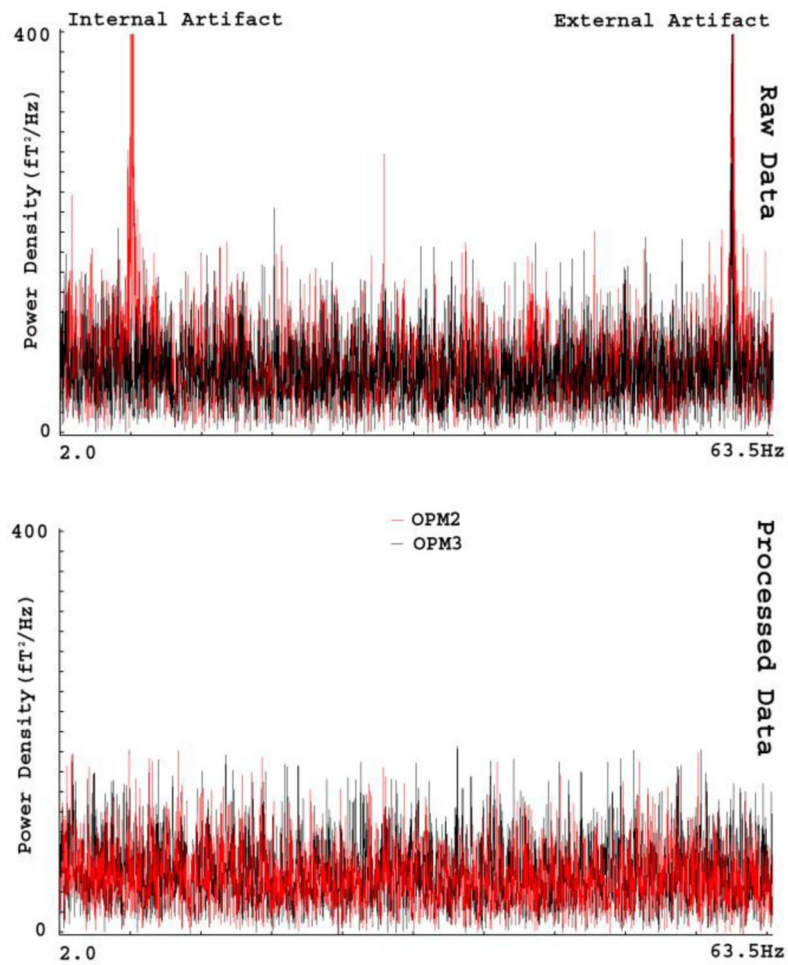 Internal Artifact
External Artifact
400
Power Density(fT²/Hz)
Raw Data
0
2.0
63.5Hz
OPM2
OPM3
400
Power Density(fT²/Hz)
Processed Data
0
2.0
63.5Hz